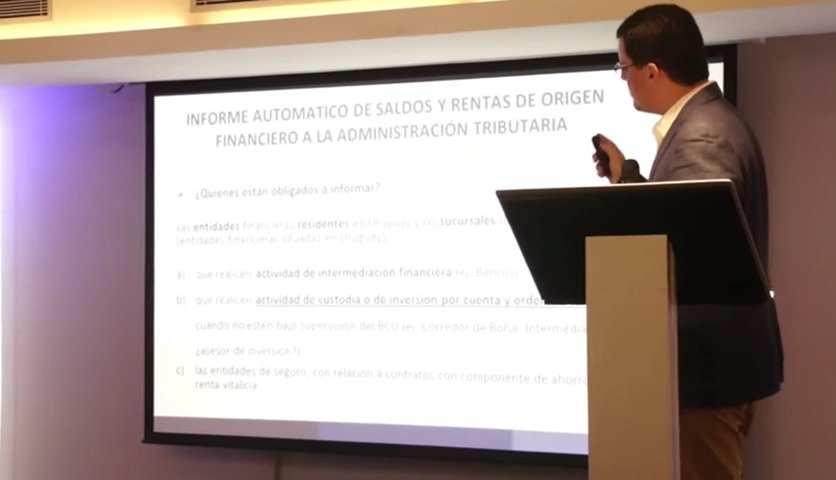 INFORME AUTOMATICO DE SALDOS Y RENTAS DE ORIGEN
FINANCIERO A LA ADMINISTRACIÓN TRIBUTARIA
✓ ¿Quienes están obligados a informar?
Las entidades financieras residentes en Uruguay y las sucursales
(entidades financieras situadas en Uruguay)
a) que realicen actividad de intermediación financiera (ej. Bancos)
b) que realicen actividad de custodia o de inversión por cuenta y orden
cuando no estén bajo supervisión del BCU (ej. Corredor de Bolsa,
¿asesor de inversión?)
c) las entidades de seguro, con relación a contratos con componente de ahorro
renta vitalicia